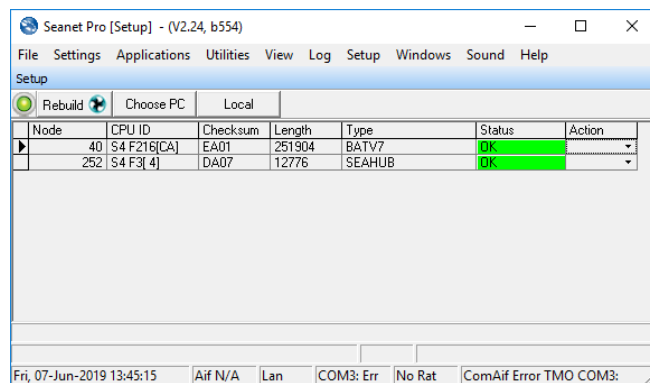 Seanet Pro [Setup] - (V2.24, b554)
File Settings Applications Utilities View Log Setup Windows Sound Help
Setup
Rebuild Choose PC Local
Node CPU ID Checksum Length Type Status Action
40 S4 F216[CA] EA01 251904 BATV7 OK
252 S4 F3[ 4] DA07 12776 SEAHUB OK
Fri, 07-Jun-2019 13:45:15 Aif N/A Lan COM3: Err No Rat ComAif Error TMO COM3: